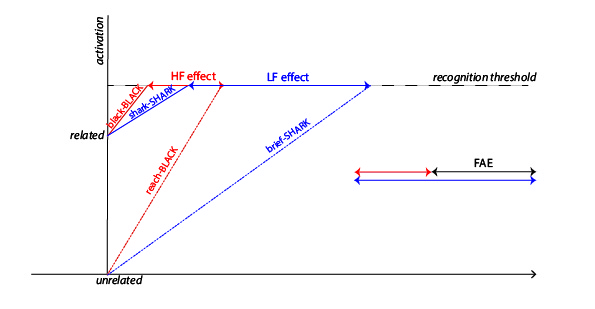 activation
HF effect
LF effect
recognition threshold
black-BLACK
shark-SHARK
related
brief-SHARK
reach-BLACK
FAE
unrelated